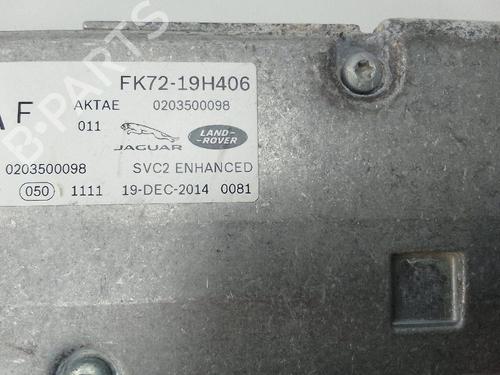 FK72-19H406
A F AKTAE 0203500098
011 JAGUAR LAND-ROVER
0203500098 SVC2 ENHANCED
050 1111 19-DEC-2014 0081
B-PARTS